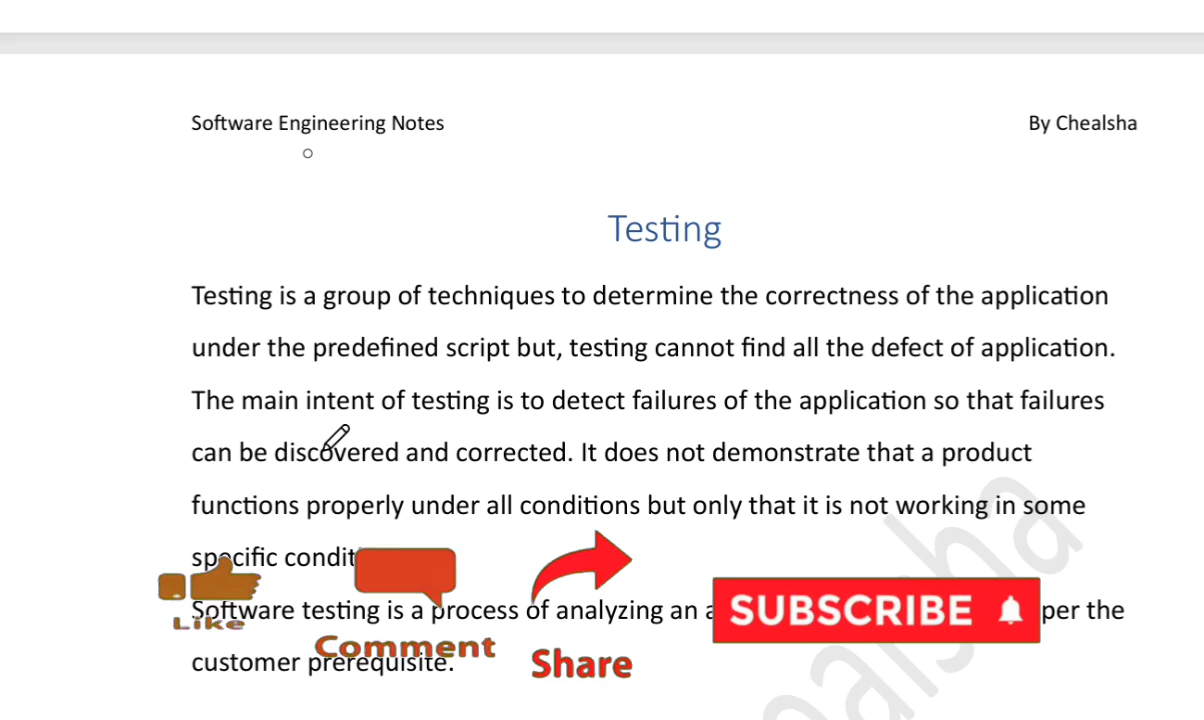 Software Engineering Notes By Chealsha
Testing
Testing is a group of techniques to determine the correctness of the application
under the predefined script but, testing cannot find all the defect of application.
The main intent of testing is to detect failures of the application so that failures
can be discovered and corrected. It does not demonstrate that a product
functions properly under all conditions but only that it is not working in some
specific condit
Software testing is a process of analyzing an a SUBSCRIBE per the
Like
Comment
customer prerequisite.
Share